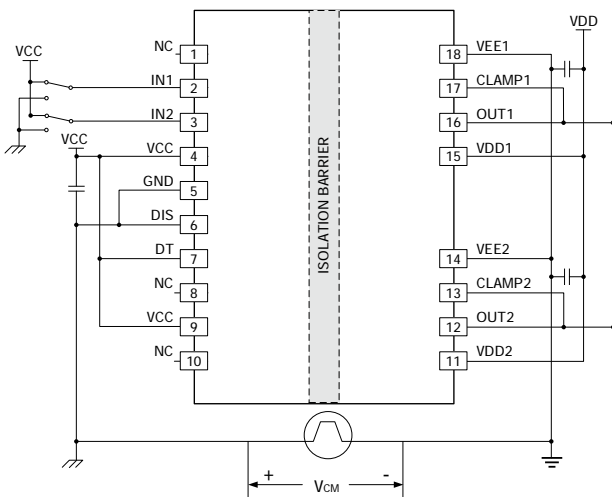 VCC
VDD
NC 1
IN1 2
IN2 3
VCC
VCC 4
GND 5
DIS 6
DT 7
NC 8
VCC 9
NC 10
ISOLATION BARRIER
18 VEE1
17 CLAMP1
16 OUT1
15 VDD1
14 VEE2
13 CLAMP2
12 OUT2
11 VDD2
+ VCM -